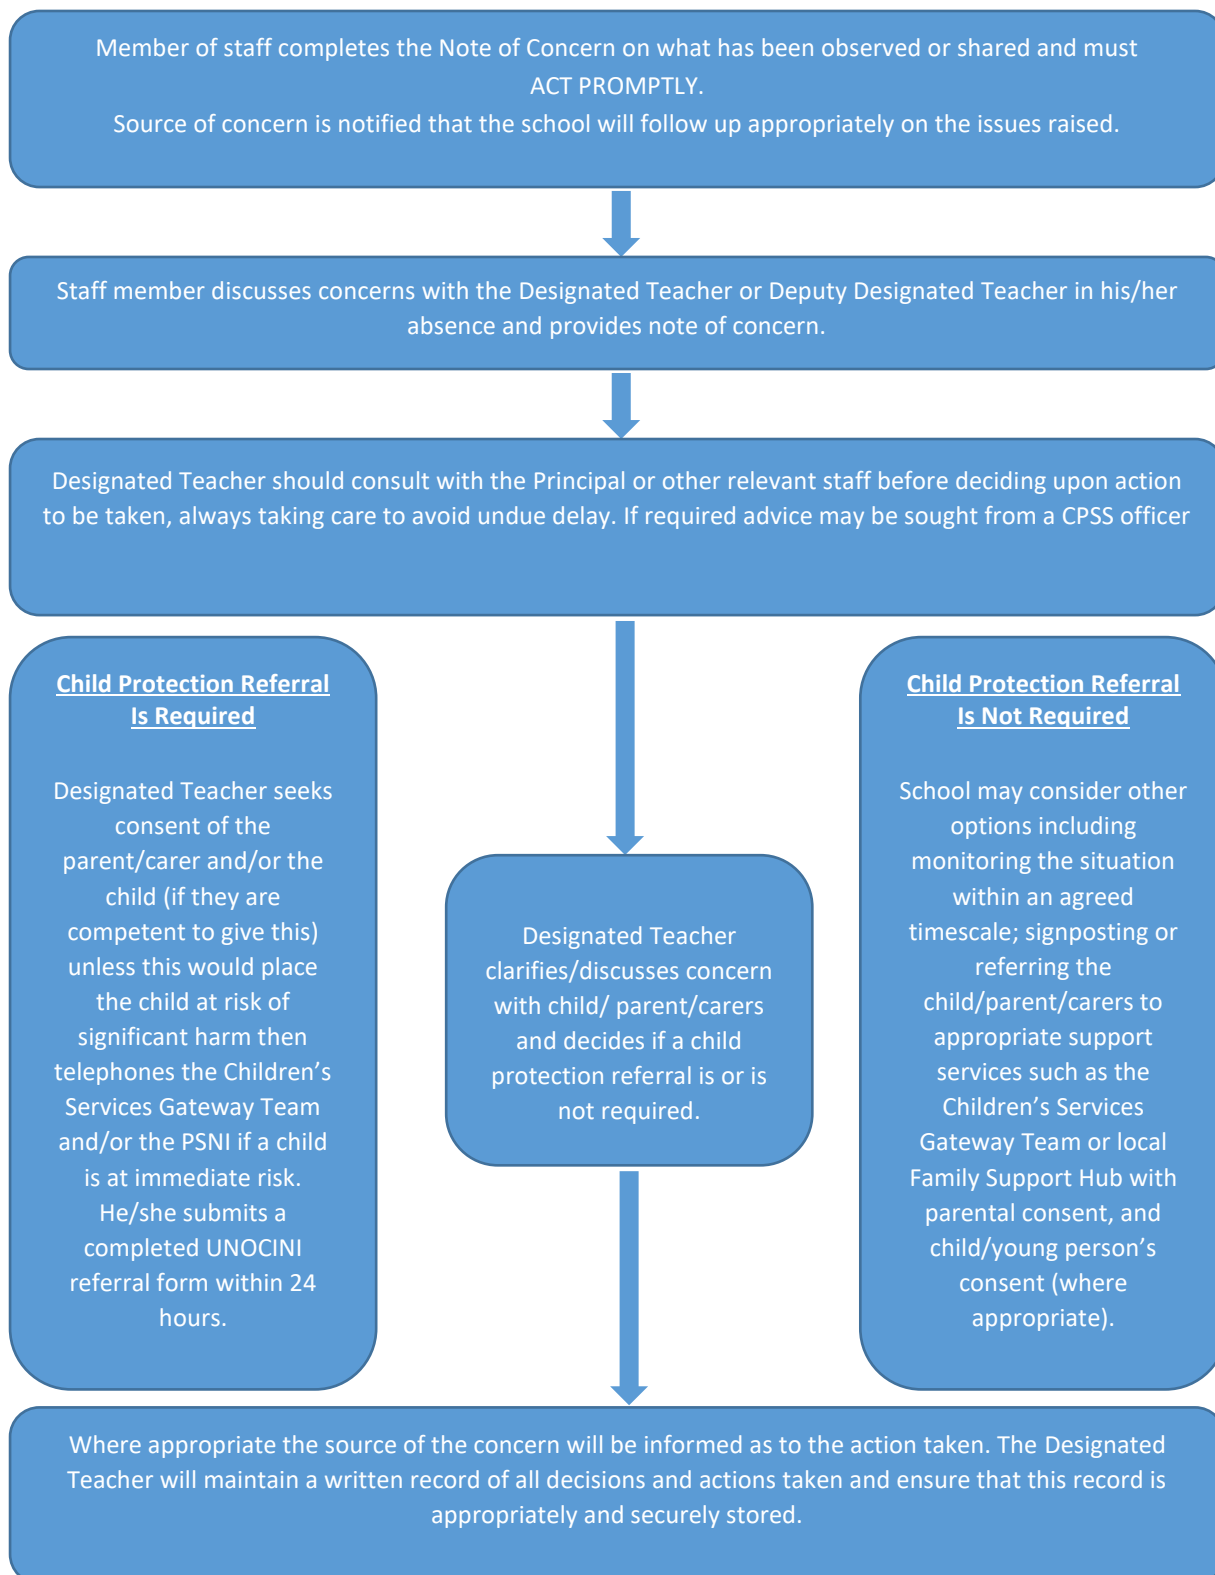 Member of staff completes the Note of Concern on what has been observed or shared and must
ACT PROMPTLY.
Source of concern is notified that the school will follow up appropriately on the issues raised.
Staff member discusses concerns with the Designated Teacher or Deputy Designated Teacher in his/her
absence and provides note of concern.
Designated Teacher should consult with the Principal or other relevant staff before deciding upon action
to be taken, always taking care to avoid undue delay. If required advice may be sought from a CPSS officer
Child Protection Referral
Is Required
Designated Teacher seeks
consent of the
parent/carer and/or the
child (if they are
competent to give this)
unless this would place
the child at risk of
significant harm then
telephones the Children’s
Services Gateway Team
and/or the PSNI if a child
is at immediate risk.
He/she submits a
completed UNOCINI
referral form within 24
hours.
Designated Teacher
clarifies/discusses concern
with child/ parent/carers
and decides if a child
protection referral is or is
not required.
Child Protection Referral
Is Not Required
School may consider other
options including
monitoring the situation
within an agreed
timescale; signposting or
referring the
child/parent/carers to
appropriate support
services such as the
Children’s Services
Gateway Team or local
Family Support Hub with
parental consent, and
child/young person’s
consent (where
appropriate).
Where appropriate the source of the concern will be informed as to the action taken. The Designated
Teacher will maintain a written record of all decisions and actions taken and ensure that this record is
appropriately and securely stored.